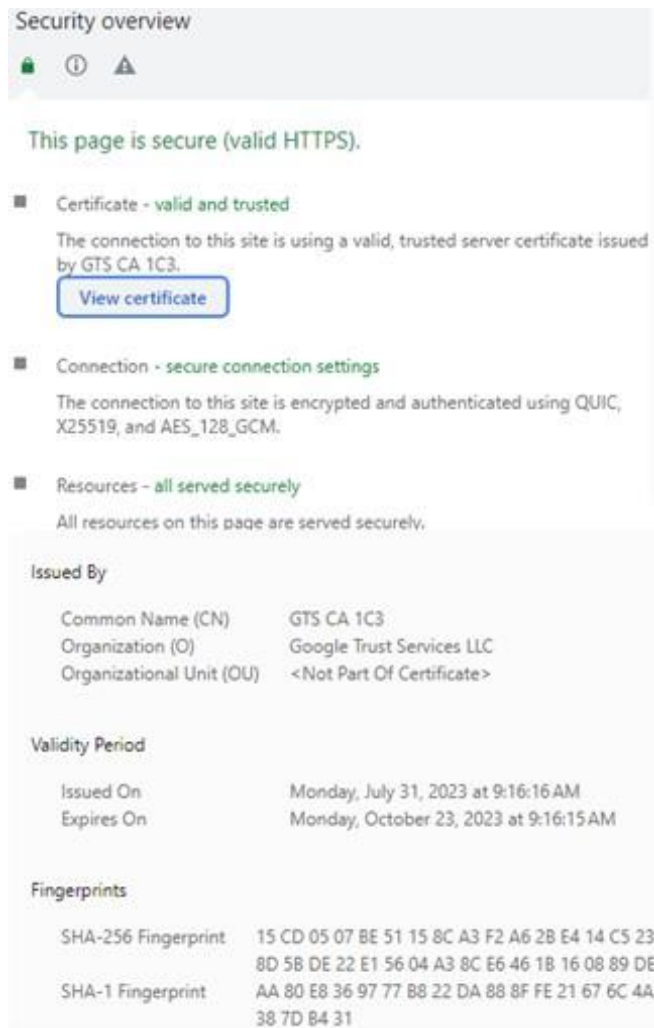 Security overview
This page is secure (valid HTTPS).
Certificate - valid and trusted
The connection to this site is using a valid, trusted server certificate issued
by GTS CA 1C3.
View certificate
Connection - secure connection settings
The connection to this site is encrypted and authenticated using QUIC,
X25519, and AES_128_GCM.
Resources - all served securely
All resources on this page are served securely.
Issued By
Common Name (CN) GTS CA 1C3
Organization (O) Google Trust Services LLC
Organizational Unit (OU) <Not Part Of Certificate>
Validity Period
Issued On Monday, July 31, 2023 at 9:16:16 AM
Expires On Monday, October 23, 2023 at 9:16:15 AM
Fingerprints
SHA-256 Fingerprint 15 CD 05 07 BE 51 15 8C A3 F2 A6 2B E4 14 C5 23
8D 5B DE 22 E1 56 04 A3 8C E6 46 1B 16 08 89 DE
SHA-1 Fingerprint AA 80 E8 36 97 77 B8 22 DA 88 8F FE 21 67 6C 4A
38 7D B4 31